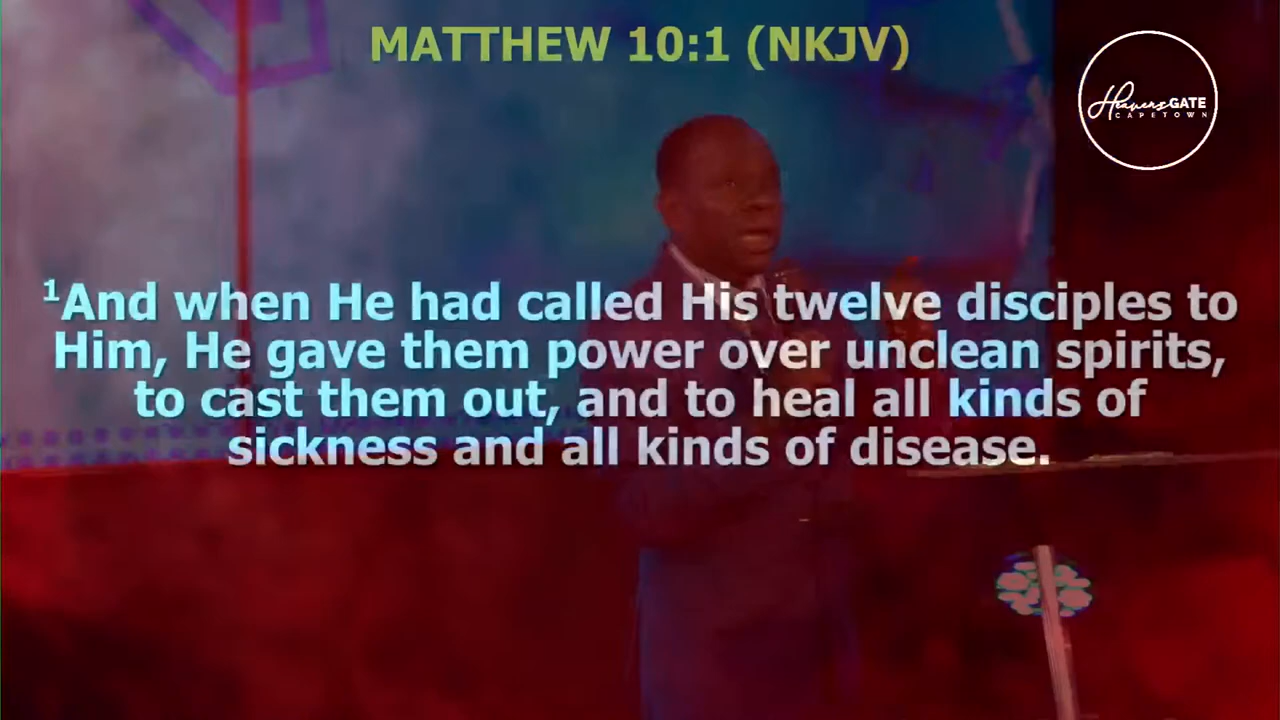 MATTHEW 10:1 (NKJV)
HeavensGATE
CAPETOWN
¹And when He had called His twelve disciples to
Him, He gave them power over unclean spirits,
to cast them out, and to heal all kinds of
sickness and all kinds of disease.